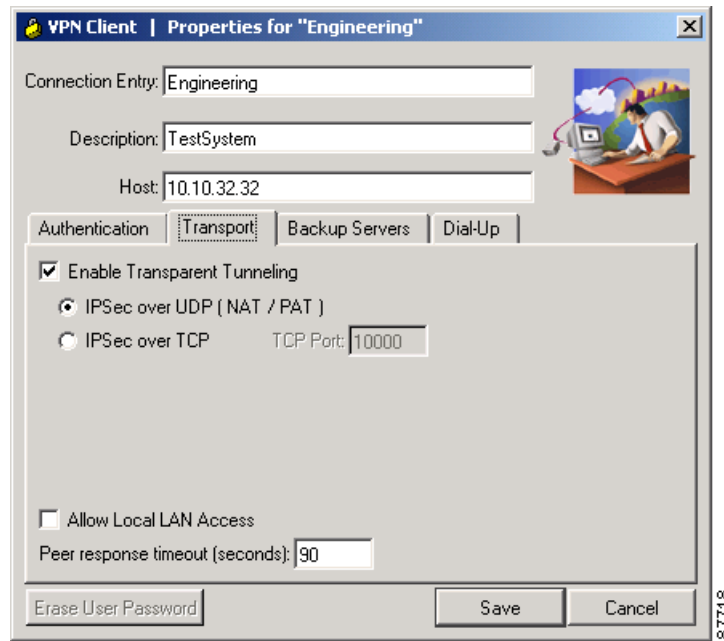 VPN Client | Properties for "Engineering"
Connection Entry: Engineering
Description: TestSystem
Host: 10.10.32.32
Authentication Transport Backup Servers Dial-Up
Enable Transparent Tunneling
IPSec over UDP ( NAT / PAT )
IPSec over TCP TCP Port: 10000
Allow Local LAN Access
Peer response timeout (seconds): 90
Erase User Password Save Cancel